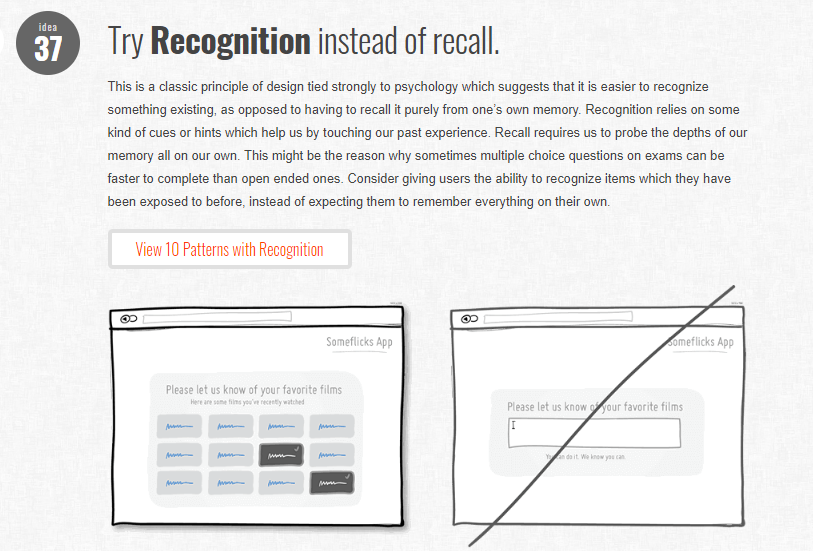 idea
37
Try Recognition instead of recall.
This is a classic principle of design tied strongly to psychology which suggests that it is easier to recognize
something existing, as opposed to having to recall it purely from one's own memory. Recognition relies on some
kind of cues or hints which help us by touching our past experience. Recall requires us to probe the depths of our
memory all on our own. This might be the reason why sometimes multiple choice questions on exams can be
faster to complete than open ended ones. Consider giving users the ability to recognize items which they have
been exposed to before, instead of expecting them to remember everything on their own.
View 10 Patterns with Recognition
Someflicks App
Please let us know of your favorite films
Here are some films you've recently watched
Someflicks App
Please let us know of your favorite films
You can do it. We know you can.